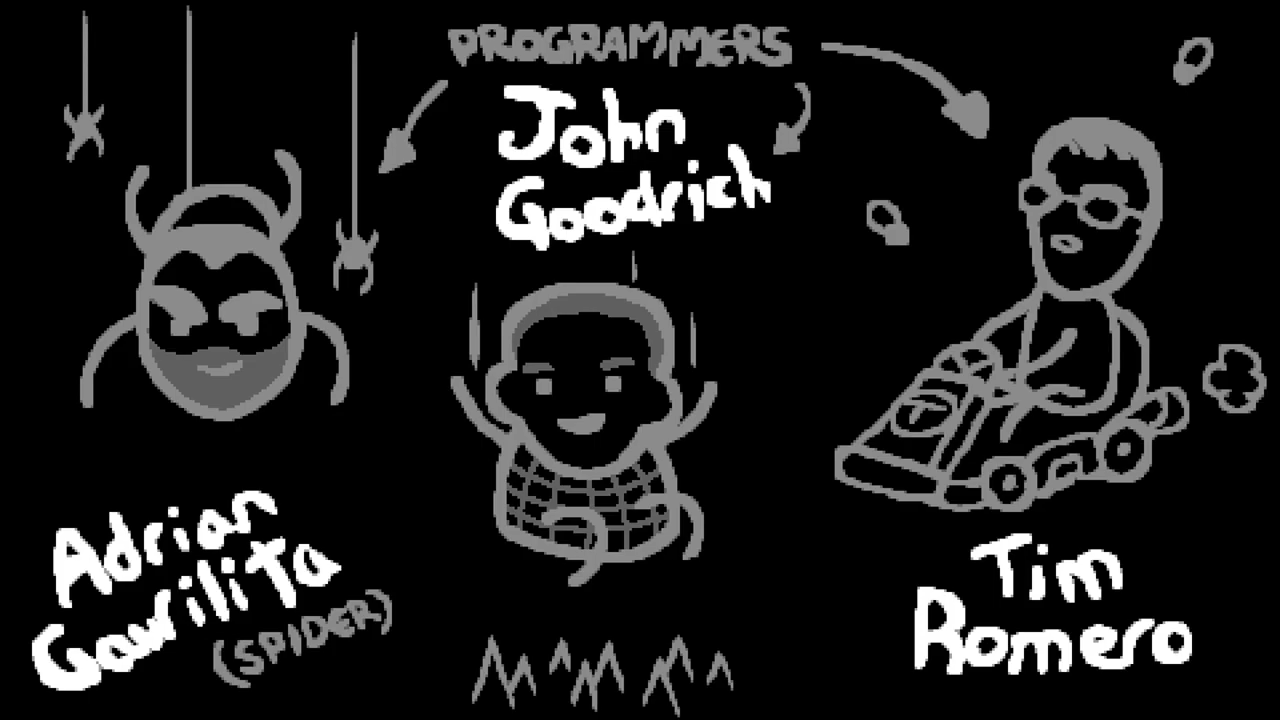 PROGRAMMERS
John
Goodrich
Adrian
Gavrilita
(SPIDER)
T
Tim
Romero